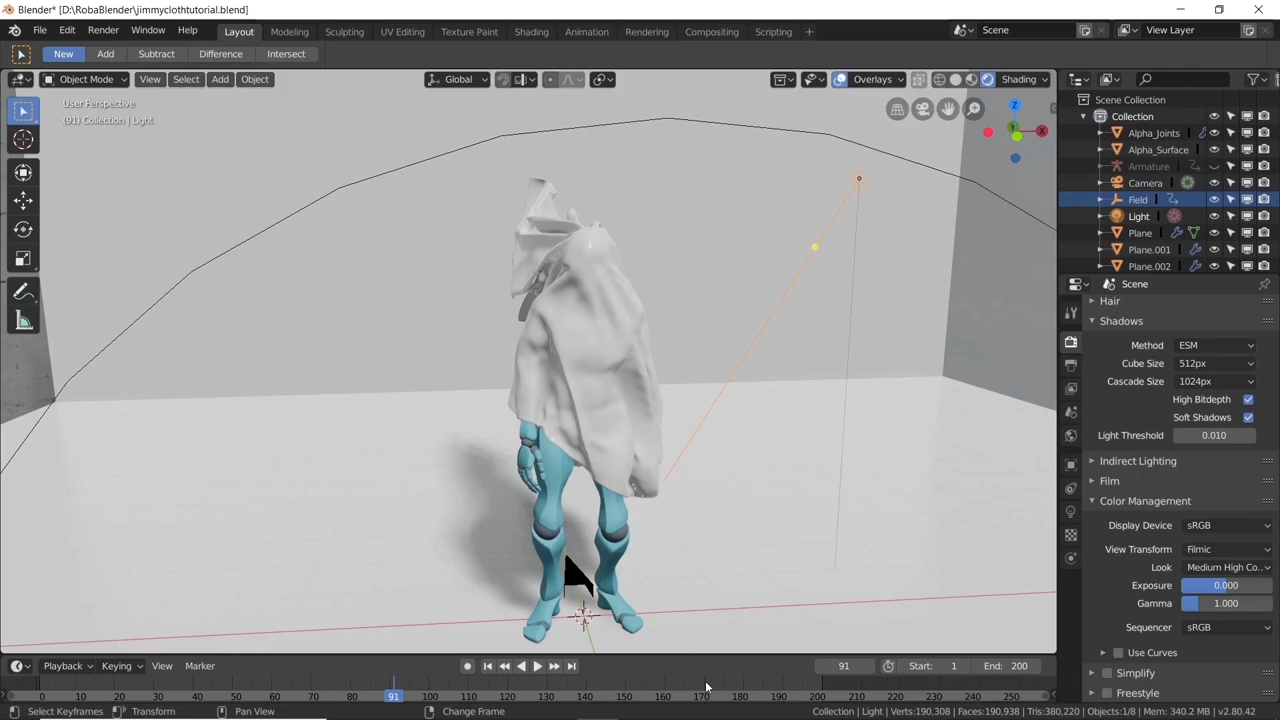 Blender* [D:\RobaBlender\jimmyclothtutorial.blend]
File Edit Render Window Help Layout Modeling Sculpting UV Editing Texture Paint Shading Animation Rendering Compositing Scripting + Scene View Layer
New Add Subtract Difference Intersect
Object Mode View Select Add Object Global Overlays Shading
User Perspective
(91) Collection | Light
Z
X
Y
Scene Collection
Collection
Alpha_Joints
Alpha_Surface
Armature
Camera
Field
Light
Plane
Plane.001
Plane.002
Scene
Hair
Shadows
Method ESM
Cube Size 512px
Cascade Size 1024px
High Bitdepth
Soft Shadows
Light Threshold 0.010
Indirect Lighting
Film
Color Management
Display Device sRGB
View Transform Filmic
Look Medium High Co..
Exposure 0.000
Gamma 1.000
Sequencer sRGB
Use Curves
Simplify
Freestyle
Playback Keying View Marker 91 Start: 1 End: 200
0 10 20 30 40 50 60 70 80 91 100 110 120 130 140 150 160 170 180 190 200 210 220 230 240 250
Select Keyframes Transform Pan View Change Frame Collection | Light | Verts:190,308 | Faces:190,938 | Tris:380,220 | Objects:1/8 | Mem: 340.2 MB | v2.80.42